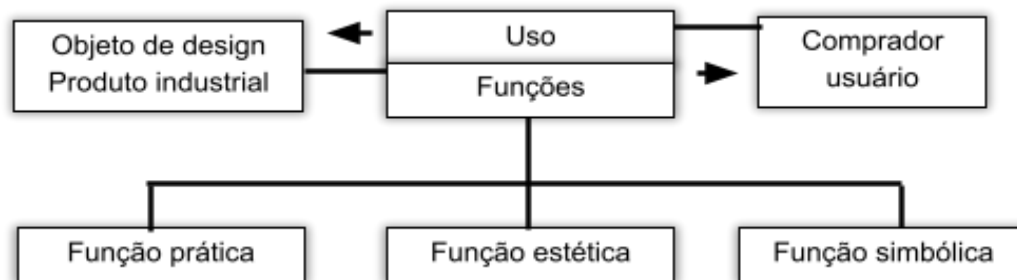 Objeto de design
Produto industrial
Uso
Funções
Comprador
usuário
Função prática
Função estética
Função simbólica